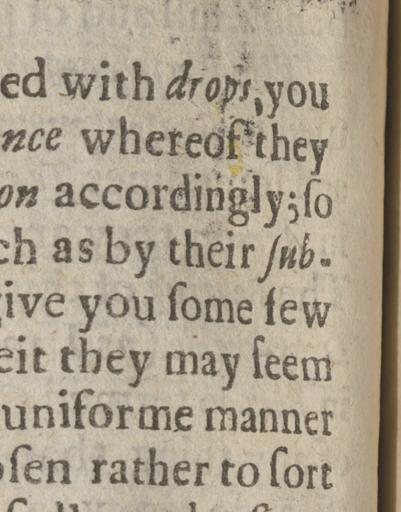 ed with drops, you
nce whereof they
on accordingly; ſo
ch as by their ſub-
ive you ſome few
eit they may ſeem
uniforme manner
ſen rather to ſort